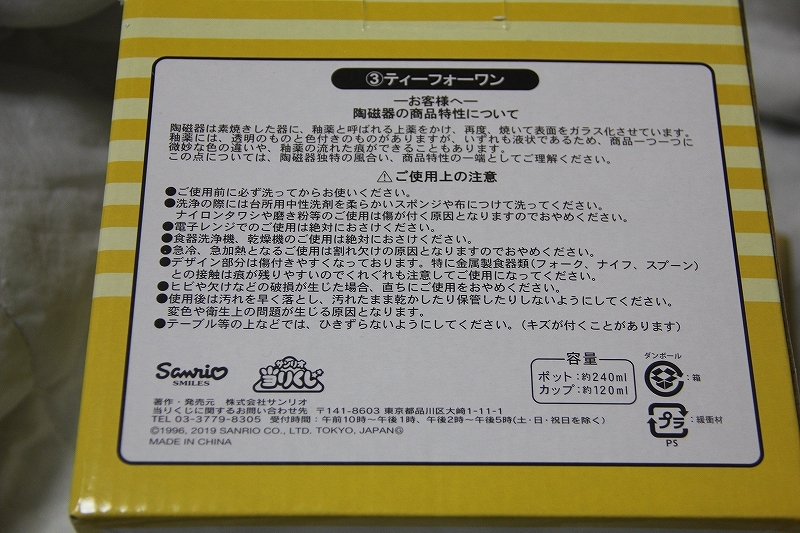 ③ティーフォーワン
―お客様へ―
陶磁器の商品特性について
陶磁器は素焼きした器に、釉薬と呼ばれる上薬をかけ、再度、焼いて表面をガラス化させています。
釉薬には、透明のものと色付きのものがありますが、いずれも液状であるため、商品一つ一つに
微妙な色の違いや、釉薬の流れた痕ができることもあります。
この点については、陶磁器独特の風合い、商品特性の一端としてご理解ください。
⚠ご使用上の注意
●ご使用前に必ず洗ってからお使いください。
●洗浄の際には台所用中性洗剤を柔らかいスポンジや布につけて洗ってください。
ナイロンタワシや磨き粉等のご使用は傷が付く原因となりますのでおやめください。
●電子レンジでのご使用は絶対におさけください。
●食器洗浄機、乾燥機のご使用は絶対におさけください。
●急冷、急加熱となるご使用は割れ欠けの原因となりますのでおやめください。
●デザイン部分は傷付きやすくなっております。特に金属製食器類(フォーク、ナイフ、スプーン)
との接触は痕が残りやすいのでくれぐれも注意してご使用になってください。
●ヒビや欠けなどの破損が生じた場合、直ちにご使用をおやめください。
●使用後は汚れを早く落とし、汚れたまま乾かしたり保管したりしないようにしてください。
変色や衛生上の問題が生じる原因となります。
●テーブル等の上などでは、ひきずらないようにしてください。(キズが付くことがあります)
Sanrio
SMILES
サンリオ
当りくじ
容量
ポット:約240ml
カップ:約120ml
ダンボール
:箱
プラ
:緩衝材
PS
著作・発売元 株式会社サンリオ
当りくじに関するお問い合わせ先 〒141-8603 東京都品川区大崎1-11-1
TEL 03-3779-8305 受付時間:午前10時〜午後1時、午後2時〜午後5時(土・日・祝日を除く)
©1996, 2019 SANRIO CO., LTD. TOKYO, JAPAN Ⓖ
MADE IN CHINA